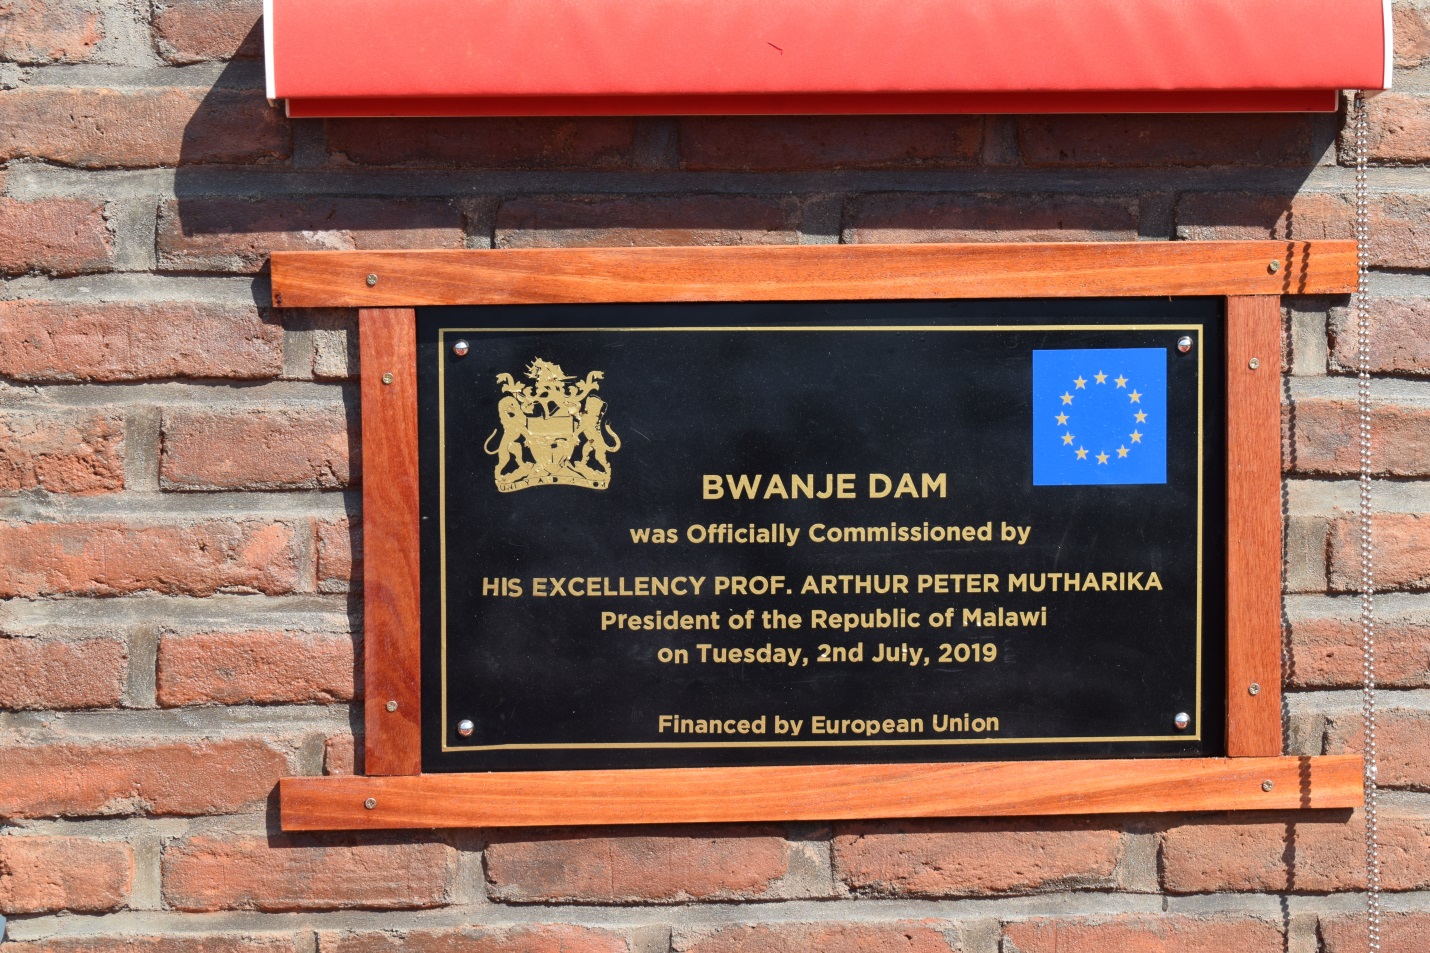 BWANJE DAM
was Officially Commissioned by
HIS EXCELLENCY PROF. ARTHUR PETER MUTHARIKA
President of the Republic of Malawi
on Tuesday, 2nd July, 2019
Financed by European Union